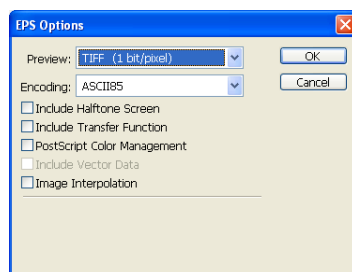 EPS Options
Preview: TIFF (1 bit/pixel) OK
Encoding: ASCII85 Cancel
Include Halftone Screen
Include Transfer Function
PostScript Color Management
Include Vector Data
Image Interpolation